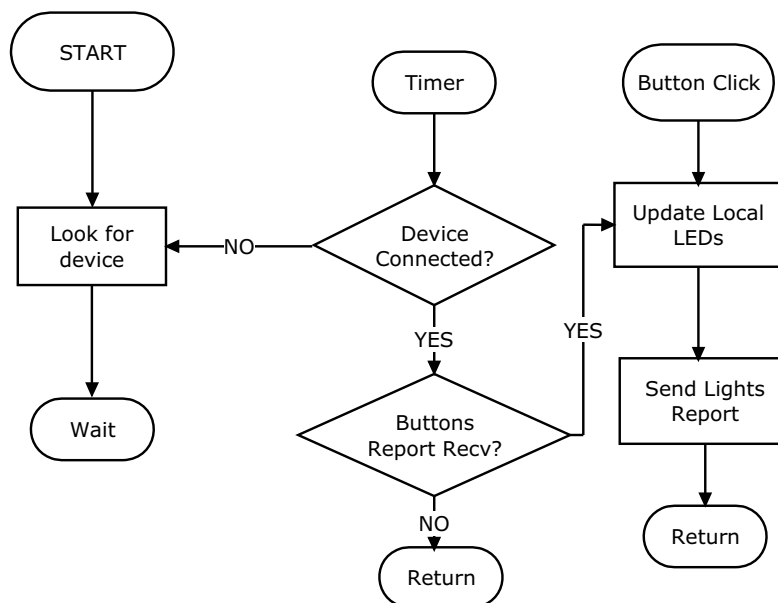 START
Timer
Button Click
Look for
device
NO
Device
Connected?
Update Local
LEDs
YES
YES
Wait
Buttons
Report Recv?
Send Lights
Report
NO
Return
Return